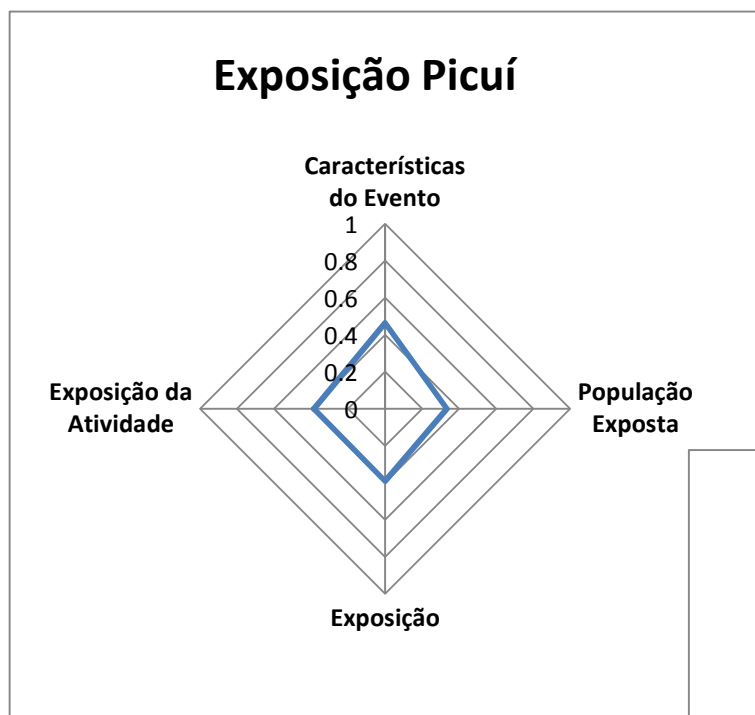 Exposição Picuí
Características
do Evento
1
0.8
0.6
0.4
0.2
0
Exposição da
Atividade
População
Exposta
Exposição